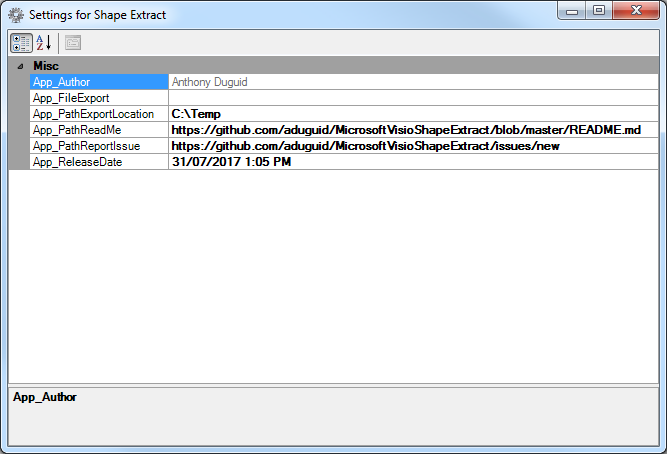 Settings for Shape Extract
Misc
App_Author Anthony Duguid
App_FileExport
App_PathExportLocation C:\Temp
App_PathReadMe https://github.com/aduguid/MicrosoftVisioShapeExtract/blob/master/README.md
App_PathReportIssue https://github.com/aduguid/MicrosoftVisioShapeExtract/issues/new
App_ReleaseDate 31/07/2017 1:05 PM
App_Author